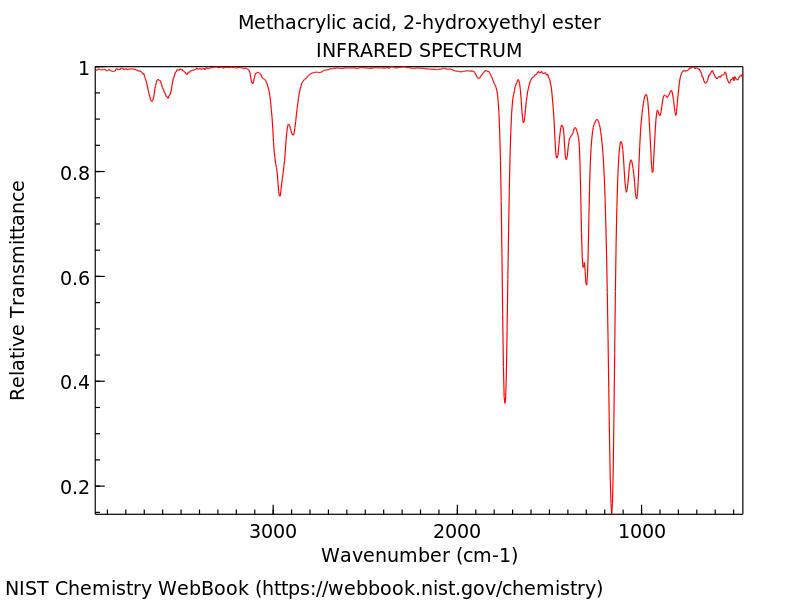 Methacrylic acid, 2-hydroxyethyl ester
INFRARED SPECTRUM
1
0.8
0.6
0.4
0.2
Relative Transmittance
3000 2000 1000
Wavenumber (cm-1)
NIST Chemistry WebBook (https://webbook.nist.gov/chemistry)